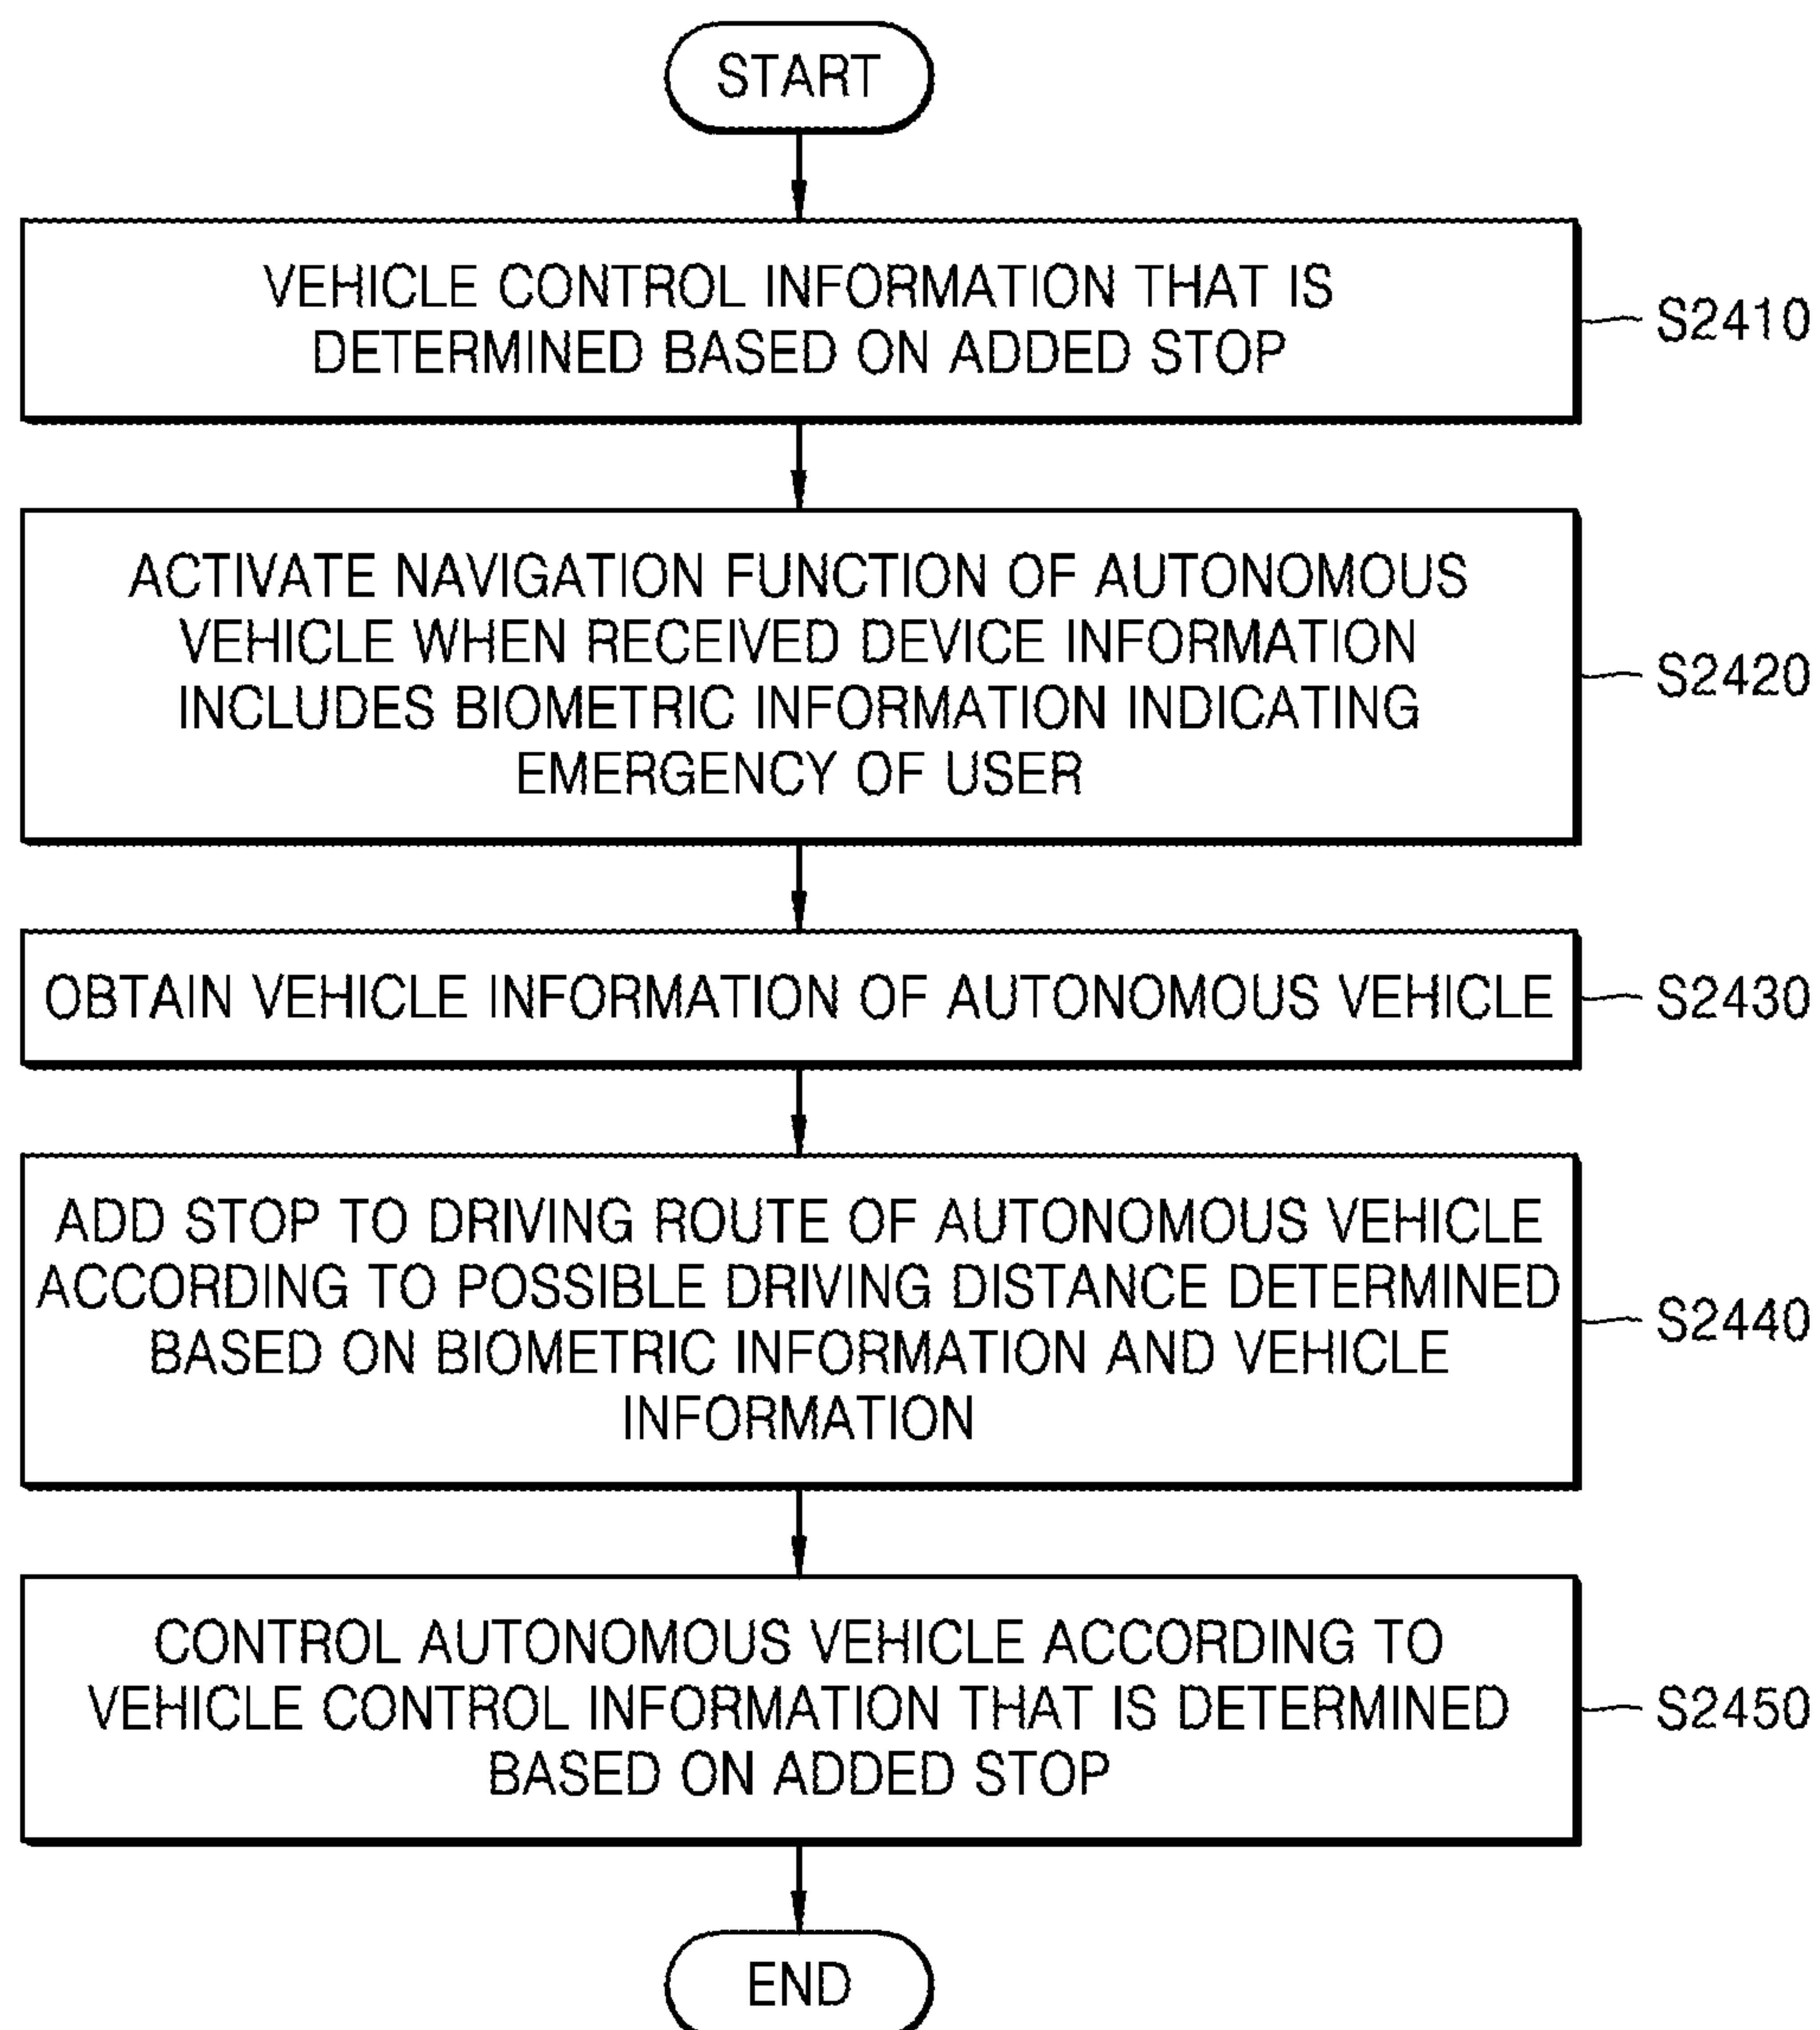 START
VEHICLE CONTROL INFORMATION THAT IS
DETERMINED BASED ON ADDED STOP
S2410
ACTIVATE NAVIGATION FUNCTION OF AUTONOMOUS
VEHICLE WHEN RECEIVED DEVICE INFORMATION
INCLUDES BIOMETRIC INFORMATION INDICATING
EMERGENCY OF USER
S2420
OBTAIN VEHICLE INFORMATION OF AUTONOMOUS VEHICLE
S2430
ADD STOP TO DRIVING ROUTE OF AUTONOMOUS VEHICLE
ACCORDING TO POSSIBLE DRIVING DISTANCE DETERMINED
BASED ON BIOMETRIC INFORMATION AND VEHICLE
INFORMATION
S2440
CONTROL AUTONOMOUS VEHICLE ACCORDING TO
VEHICLE CONTROL INFORMATION THAT IS DETERMINED
BASED ON ADDED STOP
S2450
END